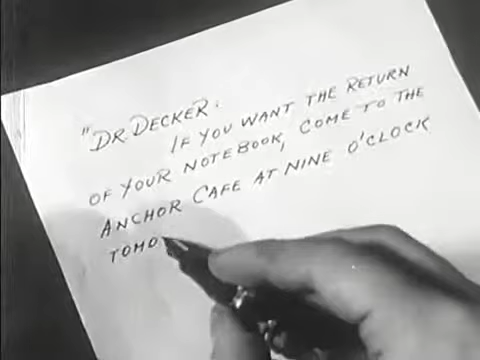 "DR. DECKER:
IF YOU WANT THE RETURN
OF YOUR NOTEBOOK, COME TO THE
ANCHOR CAFE AT NINE O'CLOCK
TOMO